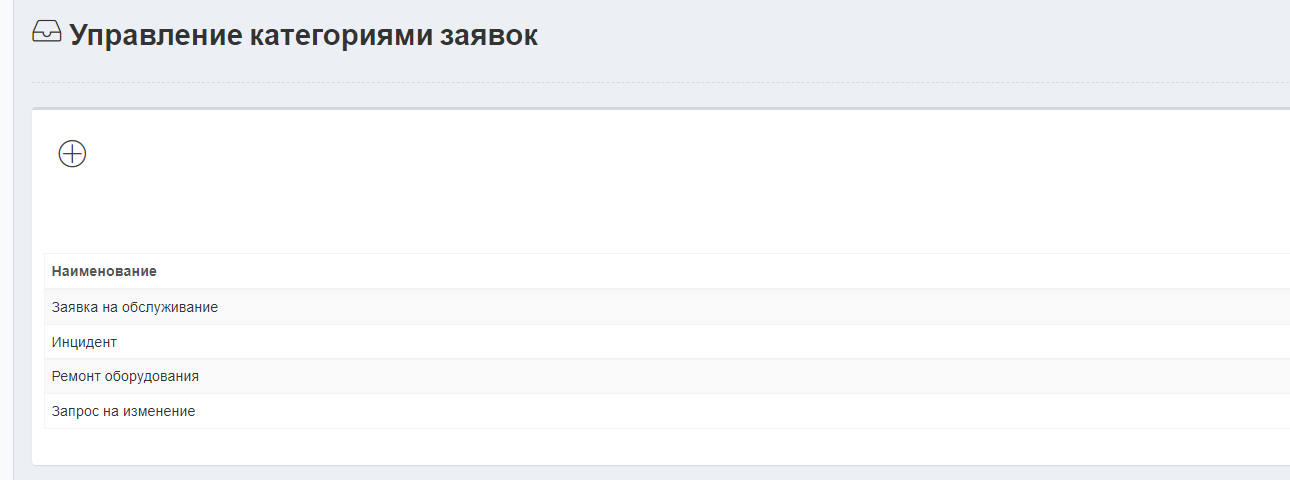 Управление категориями заявок
Наименование
Заявка на обслуживание
Инцидент
Ремонт оборудования
Запрос на изменение